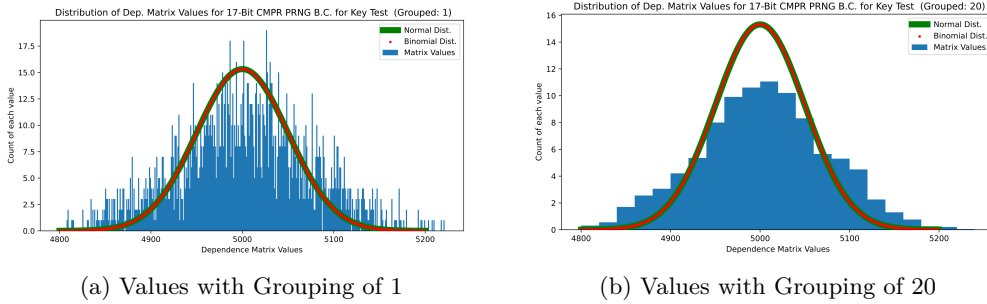 Distribution of Dep. Matrix Values for 17-Bit CMPR PRNG B.C. for Key Test (Grouped: 1)
Normal Dist.
Binomial Dist.
Matrix Values
Count of each value
17.5
15.0
12.5
10.0
7.5
5.0
2.5
0.0
4800 4900 5000 5100 5200
Dependence Matrix Values
(a) Values with Grouping of 1
Distribution of Dep. Matrix Values for 17-Bit CMPR PRNG B.C. for Key Test (Grouped: 20)
Normal Dist.
Binomial Dist.
Matrix Values
Count of each value
16
14
12
10
8
6
4
2
0
4800 4900 5000 5100 5200
Dependence Matrix Values
(b) Values with Grouping of 20